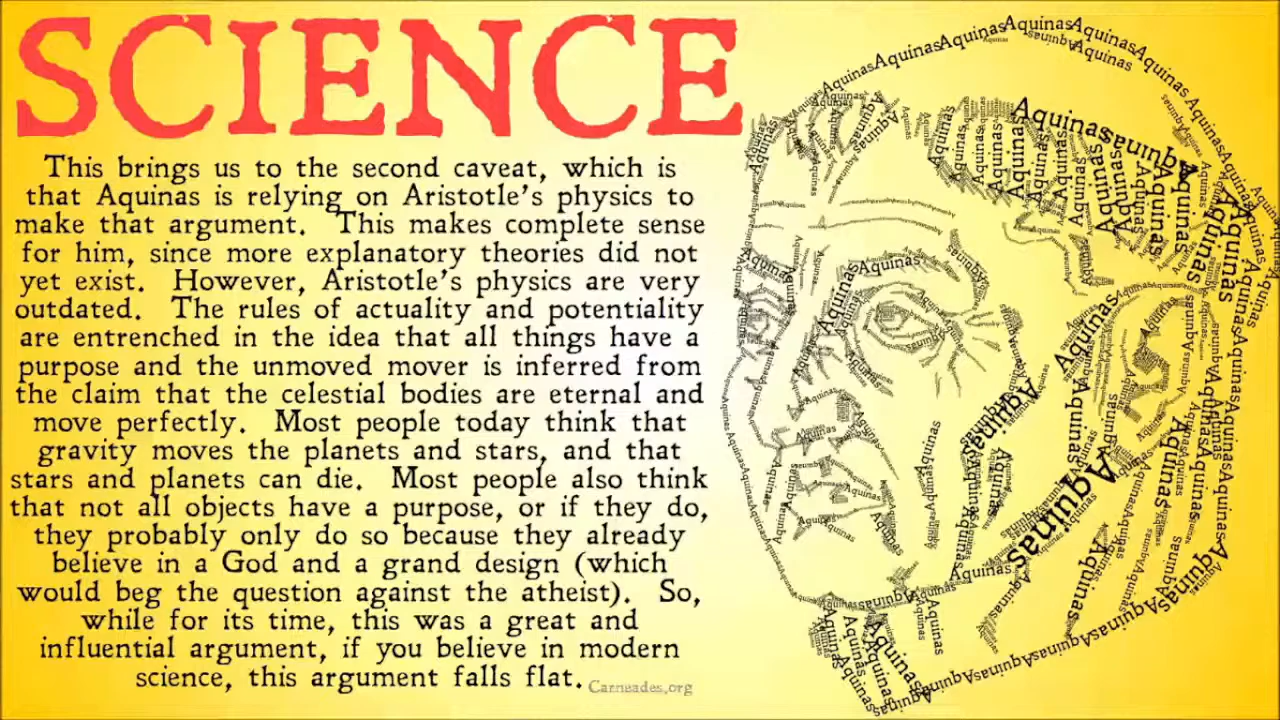 SCIENCE
This brings us to the second caveat, which is
that Aquinas is relying on Aristotle's physics to
make that argument. This makes complete sense
for him, since more explanatory theories did not
yet exist. However, Aristotle's physics are very
outdated. The rules of actuality and potentiality
are entrenched in the idea that all things have a
purpose and the unmoved mover is inferred from
the claim that the celestial bodies are eternal and
move perfectly. Most people today think that
gravity moves the planets and stars, and that
stars and planets can die. Most people also think
that not all objects have a purpose, or if they do,
they probably only do so because they already
believe in a God and a grand design (which
would beg the question against the atheist). So,
while for its time, this was a great and
influential argument, if you believe in modern
science, this argument falls flat.
Carneades.org
Aquinas
Aquinas
Aquinas
Aquinas
Aquinas
Aquinas
Aquinas
Aquinas